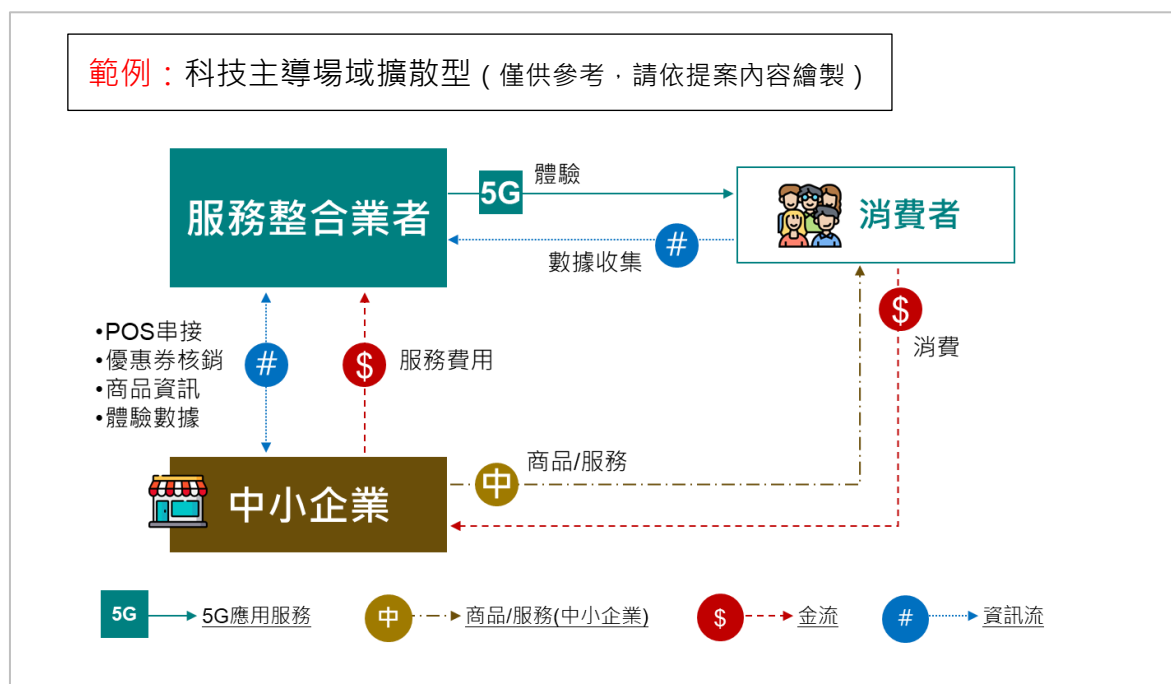 範例：科技主導場域擴散型（僅供參考，請依提案內容繪製）
服務整合業者
5G
體驗
消費者
#
數據收集
$
消費
•POS串接
•優惠券核銷
•商品資訊
•體驗數據
#
$
服務費用
中小企業
中
商品/服務
5G
5G應用服務
中
商品/服務(中小企業)
$
金流
#
資訊流